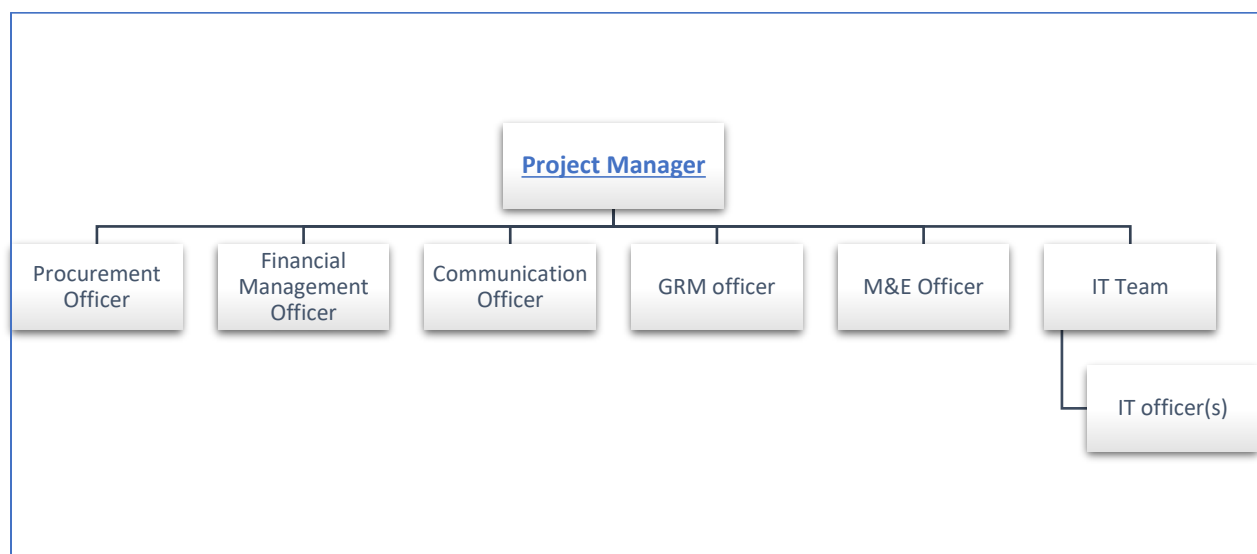 Project Manager
Procurement
Officer
Financial
Management
Officer
Communication
Officer
GRM officer
M&E Officer
IT Team
IT officer(s)